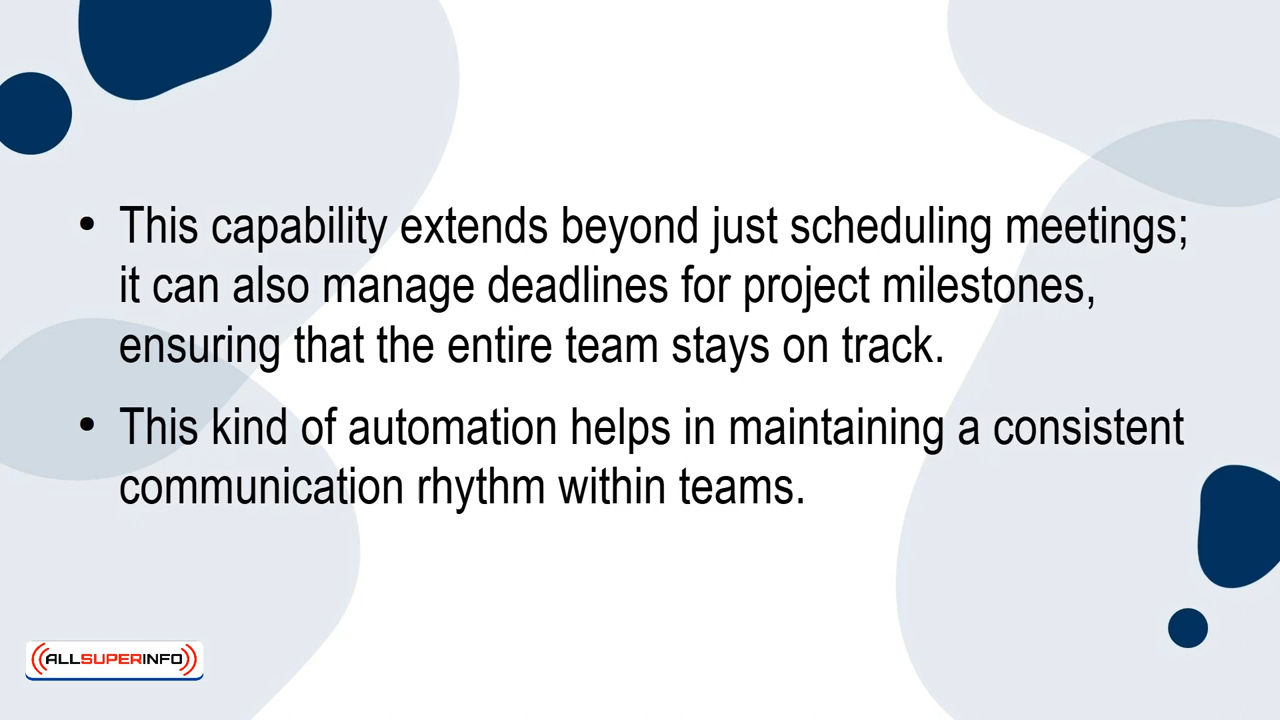 • This capability extends beyond just scheduling meetings;
it can also manage deadlines for project milestones,
ensuring that the entire team stays on track.
• This kind of automation helps in maintaining a consistent
communication rhythm within teams.
ALLSUPERINFO